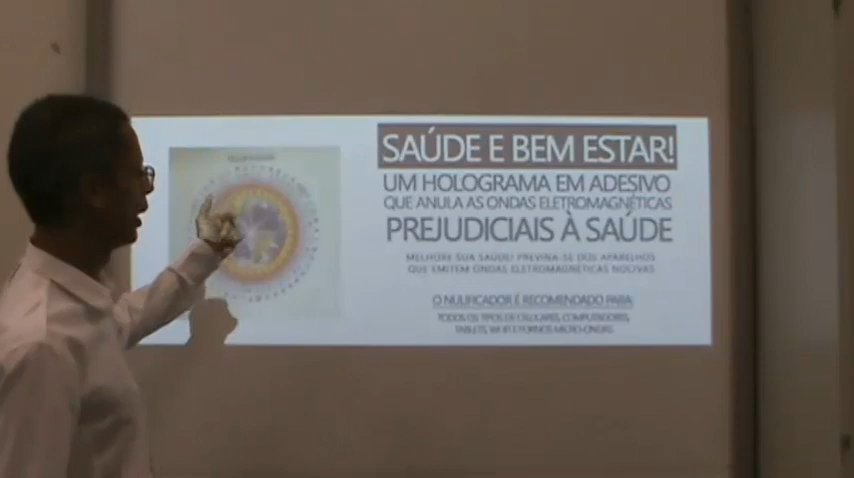 SAÚDE E BEM ESTAR!
UM HOLOGRAMA EM ADESIVO
QUE ANULA AS ONDAS ELETROMAGNÉTICAS
PREJUDICIAIS À SAÚDE
MELHORE SUA SAÚDE! PREVINA-SE DOS APARELHOS
QUE EMITEM ONDAS ELETROMAGNÉTICAS NOCIVAS
O NULIFICADOR É RECOMENDADO PARA:
TODOS OS TIPOS DE CELULARES, COMPUTADORES,
TABLETS, WI-FI E FORNOS MICRO-ONDAS